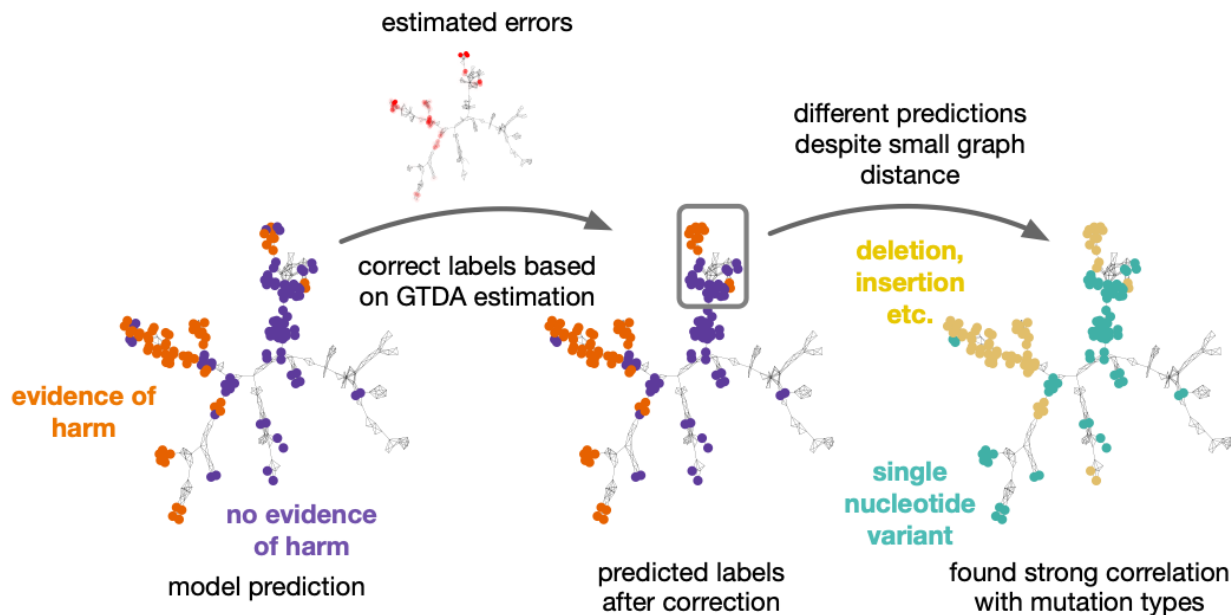 estimated errors
different predictions
despite small graph
distance
correct labels based
on GTDA estimation
deletion,
insertion
etc.
evidence of
harm
no evidence
of harm
single
nucleotide
variant
model prediction
predicted labels
after correction
found strong correlation
with mutation types